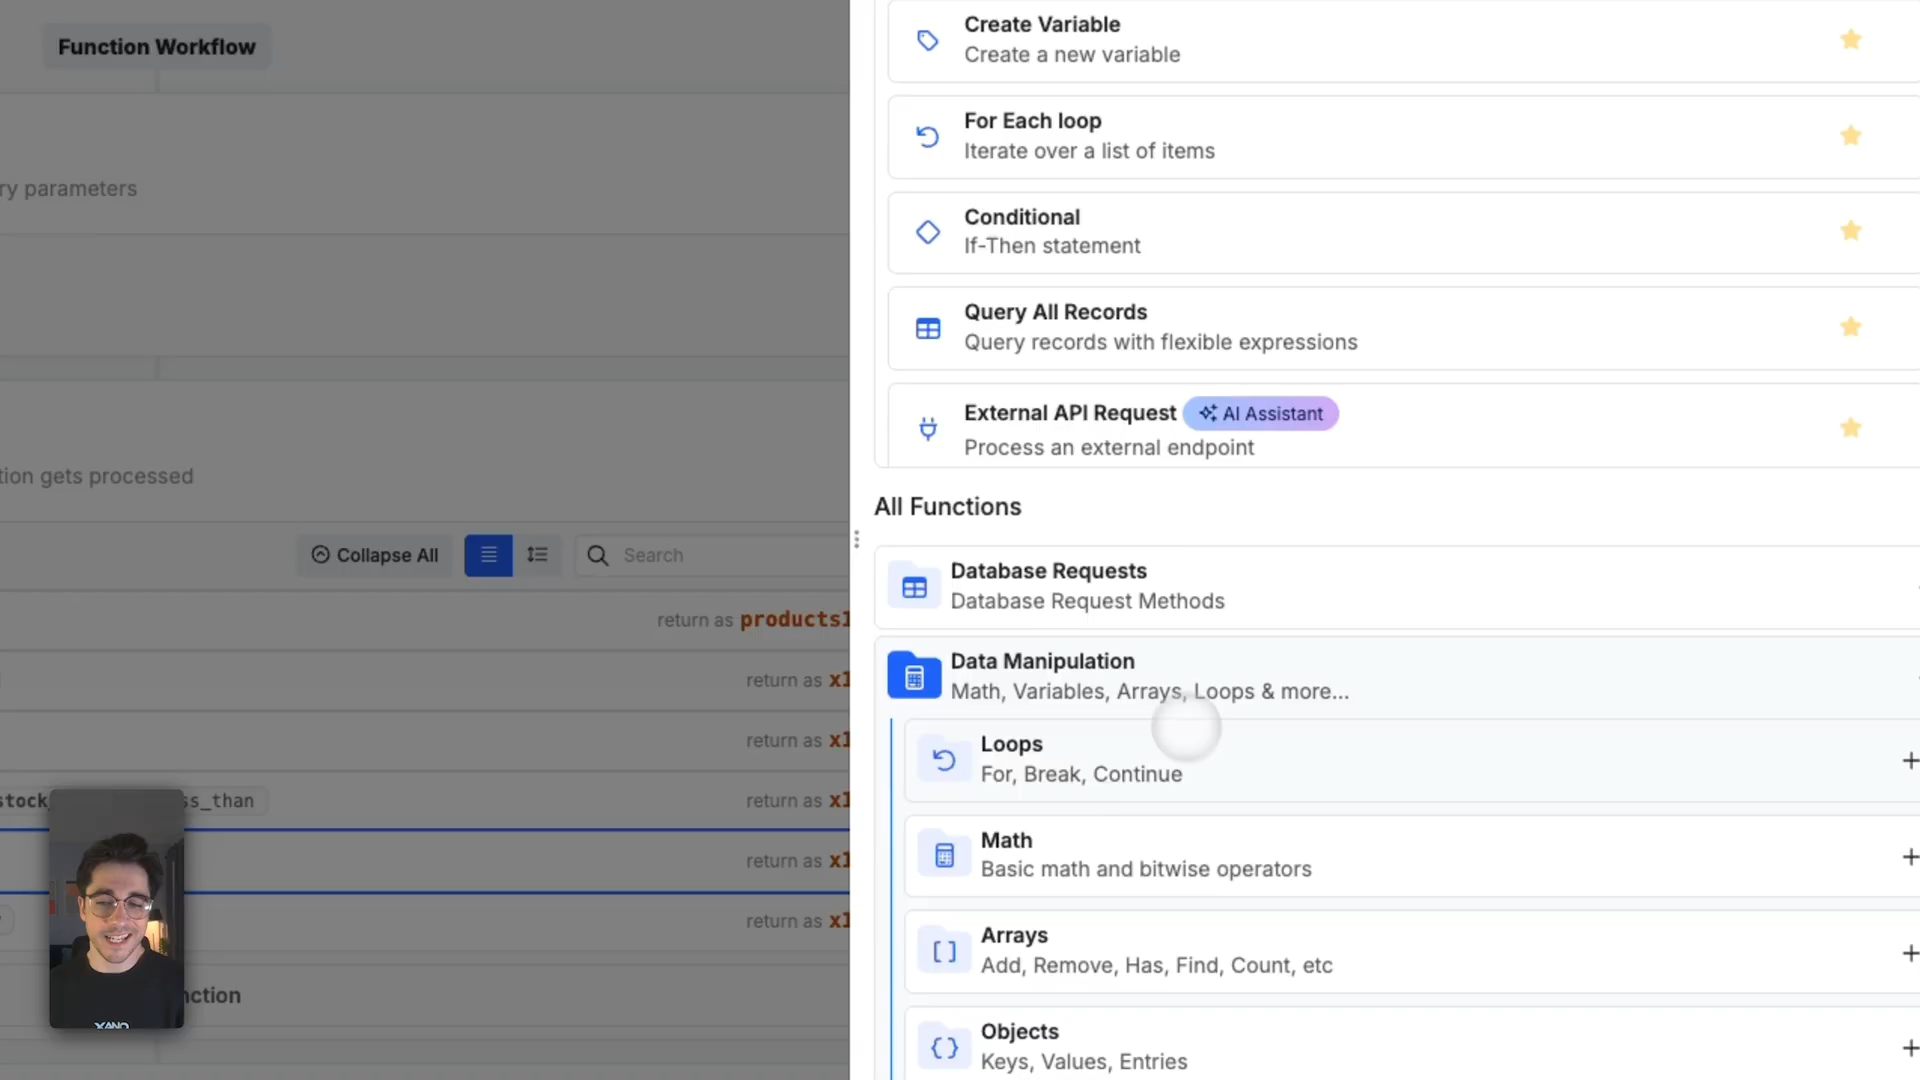 Function Workflow
ry parameters
tion gets processed
Collapse All
Search
return as products1
return as x1
return as x1
stock
ss_than
return as x1
return as x1
return as x1
nction
XANO
Create Variable
Create a new variable
For Each loop
Iterate over a list of items
Conditional
If-Then statement
Query All Records
Query records with flexible expressions
External API Request
AI Assistant
Process an external endpoint
All Functions
Database Requests
Database Request Methods
Data Manipulation
Math, Variables, Arrays, Loops & more...
Loops
For, Break, Continue
Math
Basic math and bitwise operators
Arrays
Add, Remove, Has, Find, Count, etc
Objects
Keys, Values, Entries